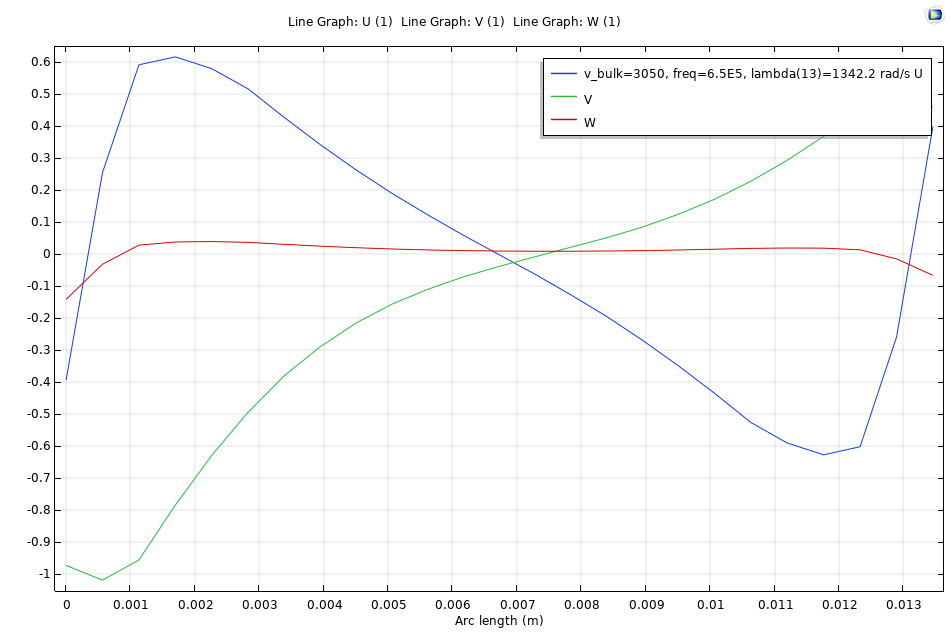 Line Graph: U (1)  Line Graph: V (1)  Line Graph: W (1)
v_bulk=3050, freq=6.5E5, lambda(13)=1342.2 rad/s U
V
W
0.6
0.5
0.4
0.3
0.2
0.1
0
-0.1
-0.2
-0.3
-0.4
-0.5
-0.6
-0.7
-0.8
-0.9
-1
0 0.001 0.002 0.003 0.004 0.005 0.006 0.007 0.008 0.009 0.01 0.011 0.012 0.013
Arc length (m)